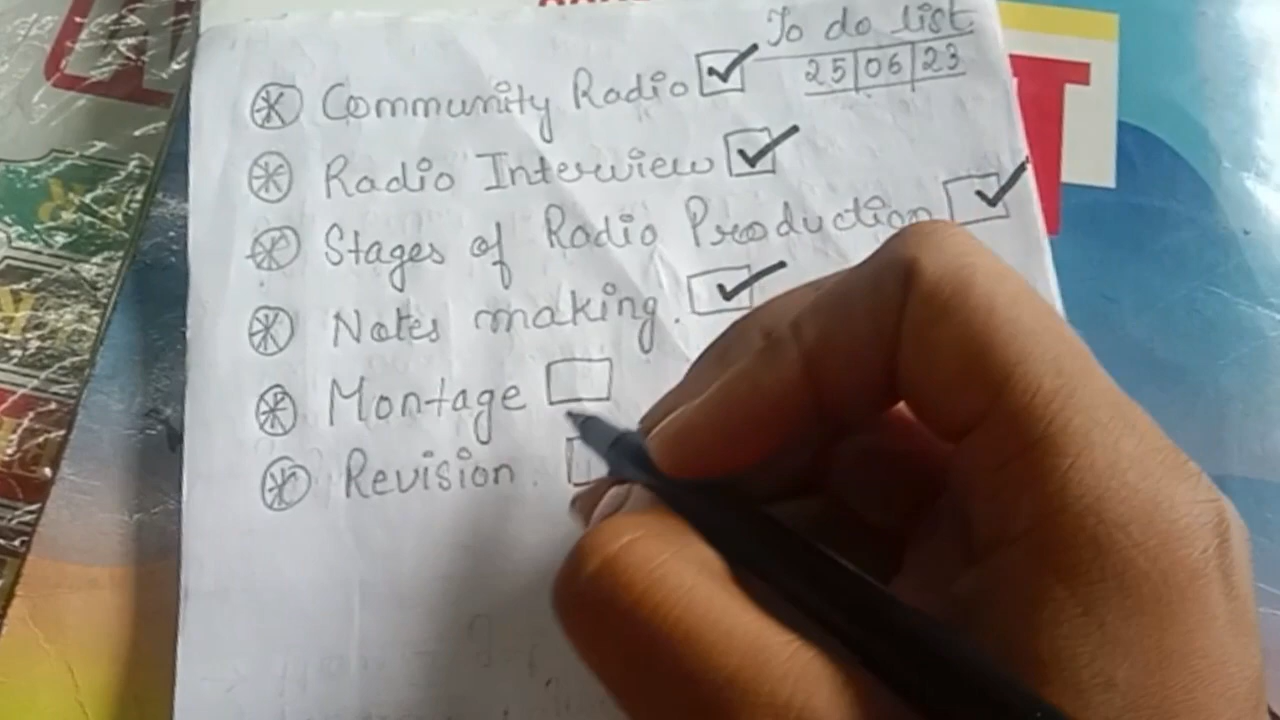 To do list
25|06|23
Community Radio ✓
Radio Interview ✓
Stages of Radio Production ✓
Notes making. ✓
Montage
Revision.